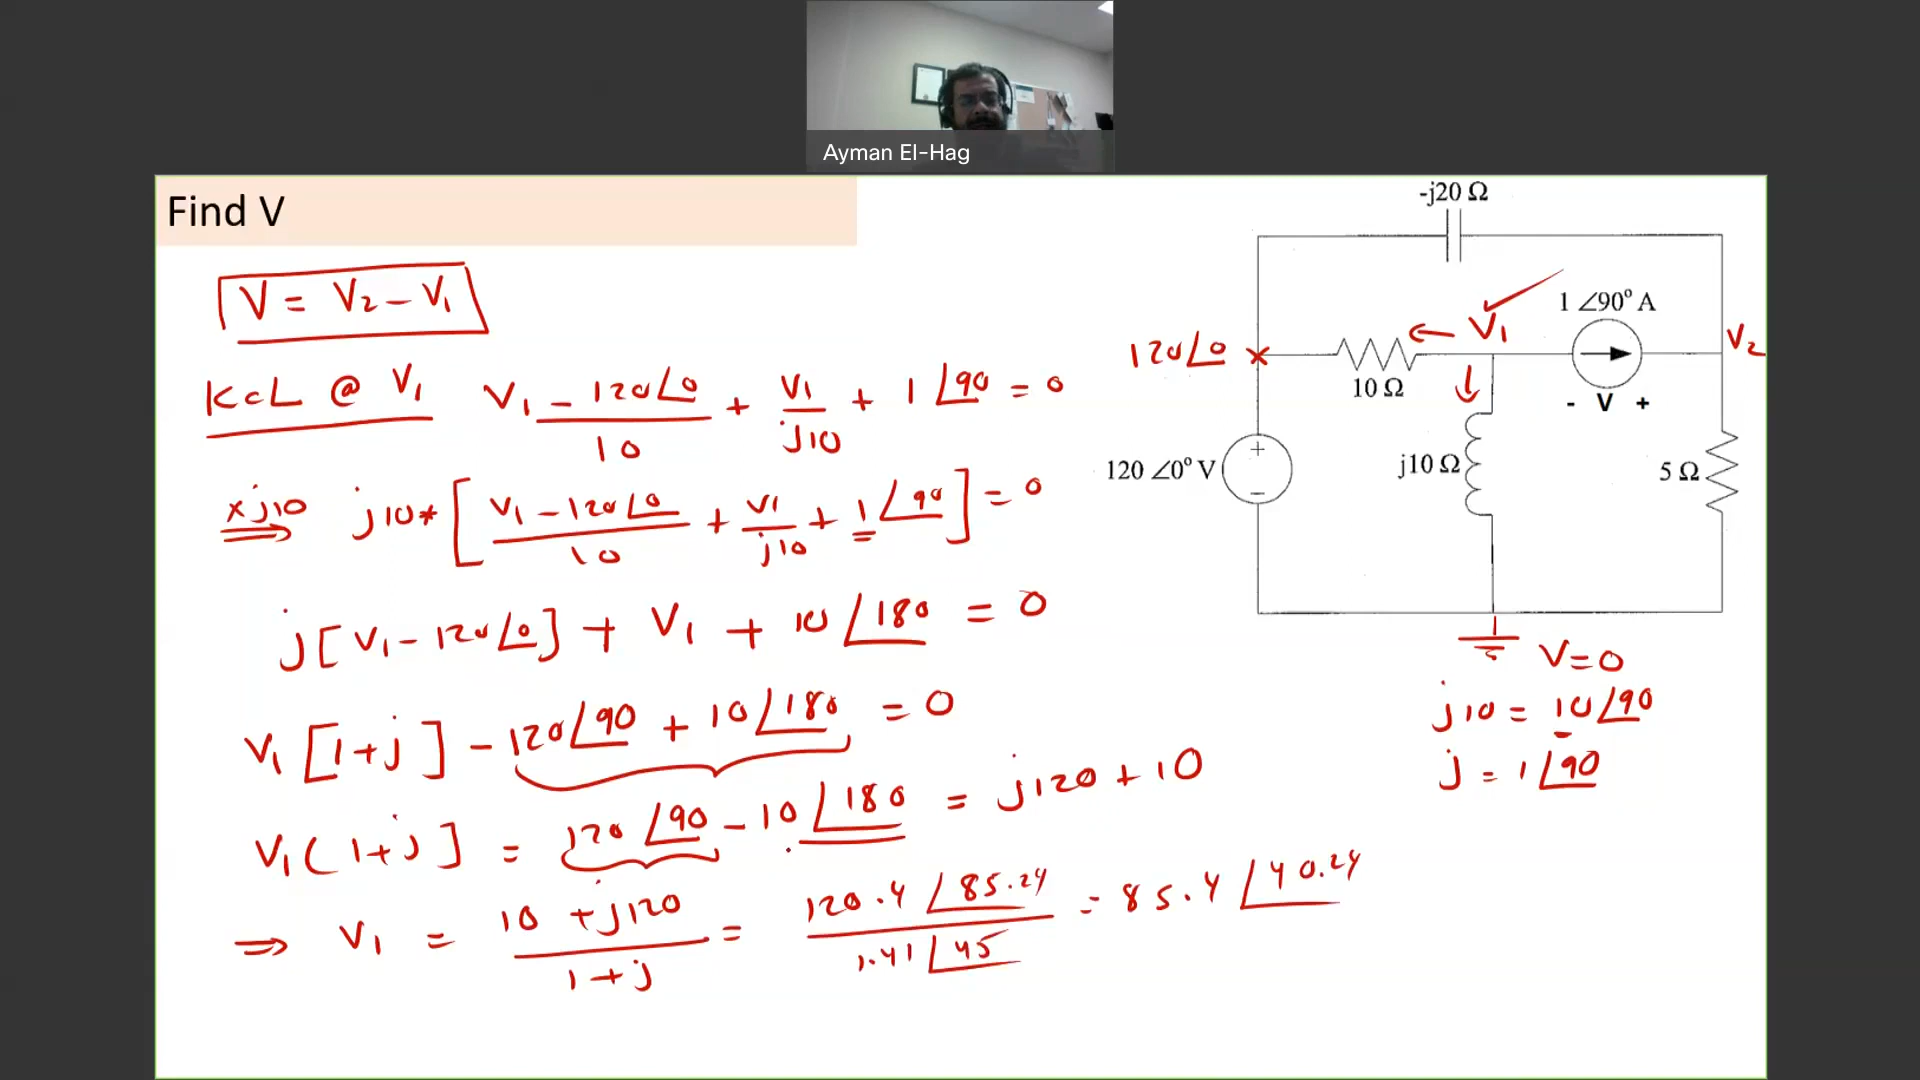 Ayman El-Hag
Find V
V = V₂ - V₁
KCL @ V₁ (V₁ - 120∠0)/10 + V₁/j10 + 1∠90 = 0
×j10 ⇒ j10*[(V₁ - 120∠0)/10 + V₁/j10 + 1∠90] = 0
j[V₁ - 120∠0] + V₁ + 10∠180 = 0
V₁[1+j] - 120∠90 + 10∠180 = 0
V₁(1+j] = 120∠90 - 10∠180 = j120 + 10
⇒ V₁ = (10 + j120)/(1+j) = 120.4∠85.24/1.41∠45 = 85.4∠40.24
-j20 Ω
1 ∠90° A
120∠0
V₁
V₂
10 Ω
- V +
120 ∠0° V
+
−
j10 Ω
5 Ω
V=0
j10 = 10∠90
j = 1∠90